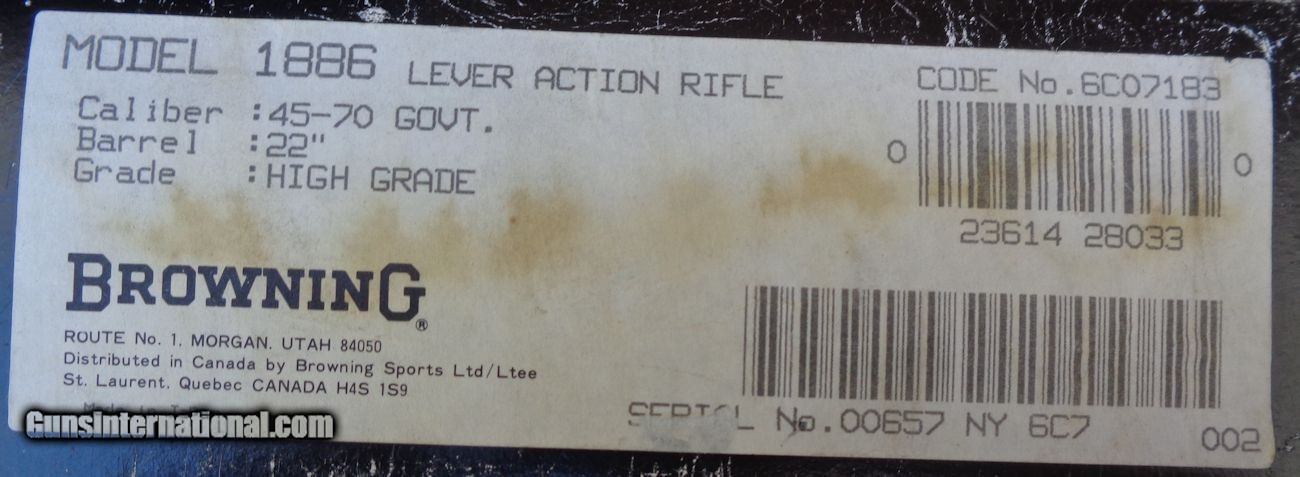 MODEL 1886 LEVER ACTION RIFLE
Caliber :45-70 GOVT.
Barrel :22"
Grade :HIGH GRADE
CODE No.6C07183
0 0
23614 28033
BROWNING®
ROUTE No. 1, MORGAN, UTAH 84050
Distributed in Canada by Browning Sports Ltd/Ltee
St. Laurent, Quebec CANADA H4S 1S9
GunsInternational.com
SERIAL No.00657 NY 6C7
002